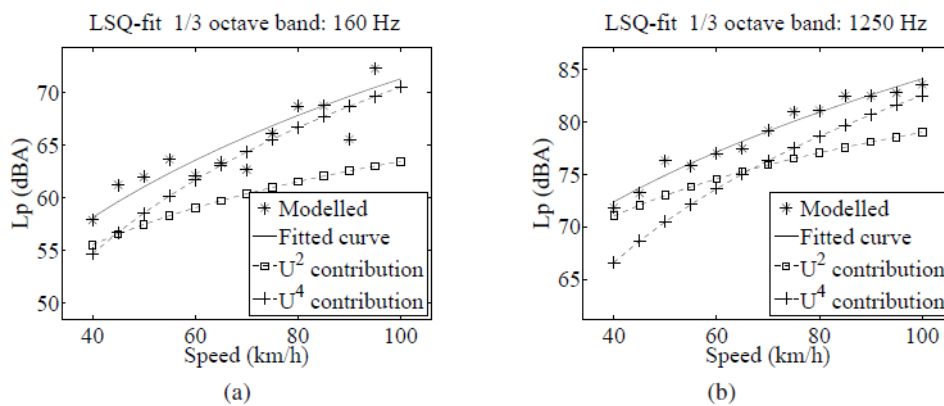 LSQ-fit 1/3 octave band: 160 Hz
Lp (dBA)
70
65
60
55
50
Modelled
Fitted curve
U² contribution
U⁴ contribution
40
60
80
100
Speed (km/h)
(a)
LSQ-fit 1/3 octave band: 1250 Hz
Lp (dBA)
85
80
75
70
65
Modelled
Fitted curve
U² contribution
U⁴ contribution
40
60
80
100
Speed (km/h)
(b)